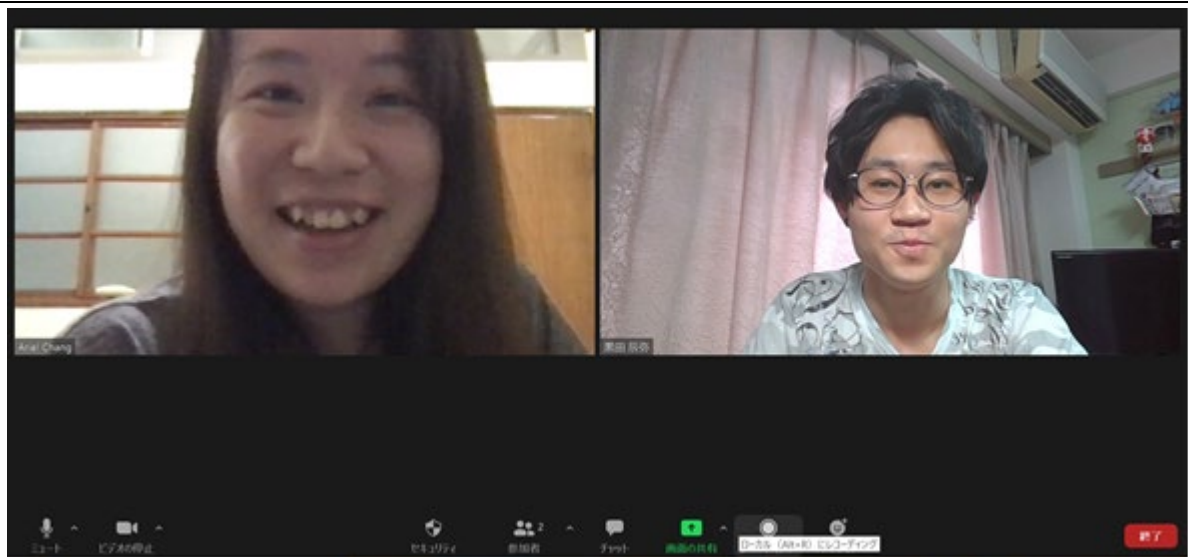 Ariel Chang
黒田 辰弥
ミュート
ビデオの停止
セキュリティ
2
参加者
チャット
画面の共有
ローカル (Alt+R) にレコーディング
終了